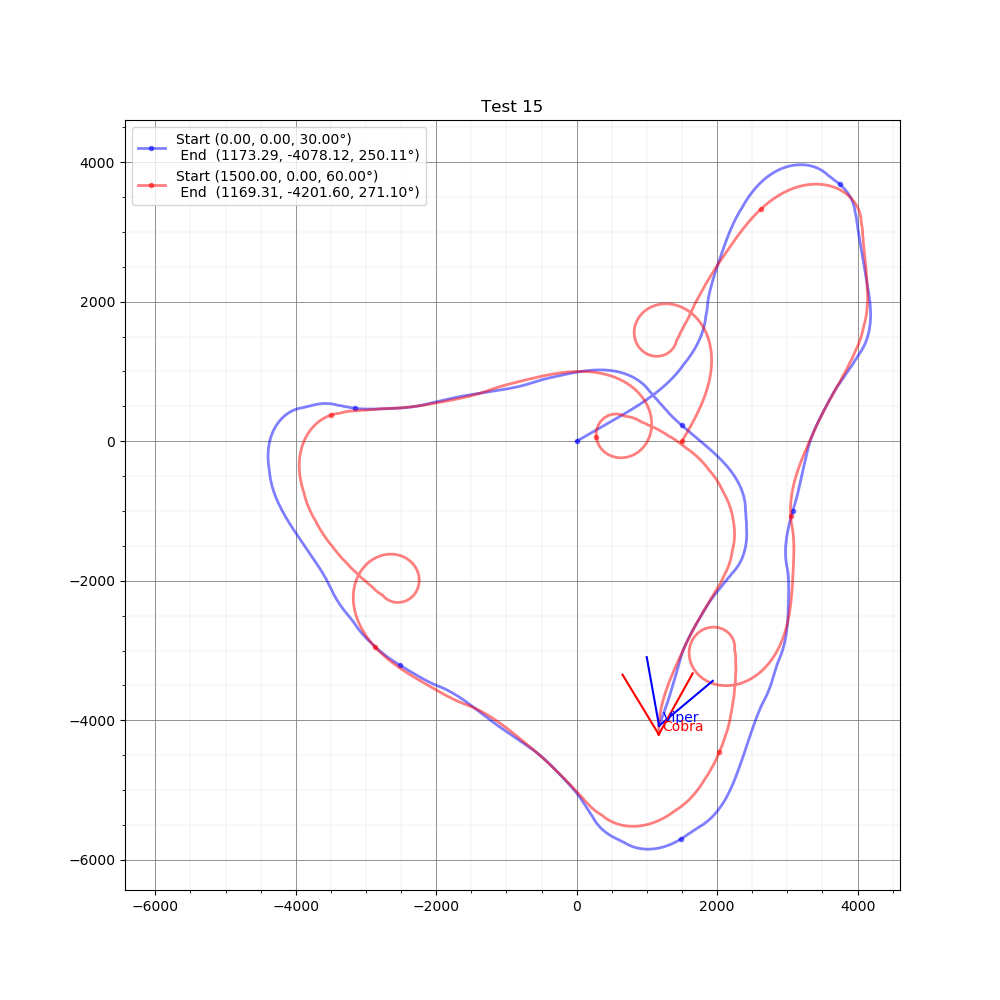 Test 15
Start (0.00, 0.00, 30.00°)
End (1173.29, -4078.12, 250.11°)
Start (1500.00, 0.00, 60.00°)
End (1169.31, -4201.60, 271.10°)
4000
2000
0
−2000
−4000
−6000
Viper
Cobra
−6000 −4000 −2000 0 2000 4000